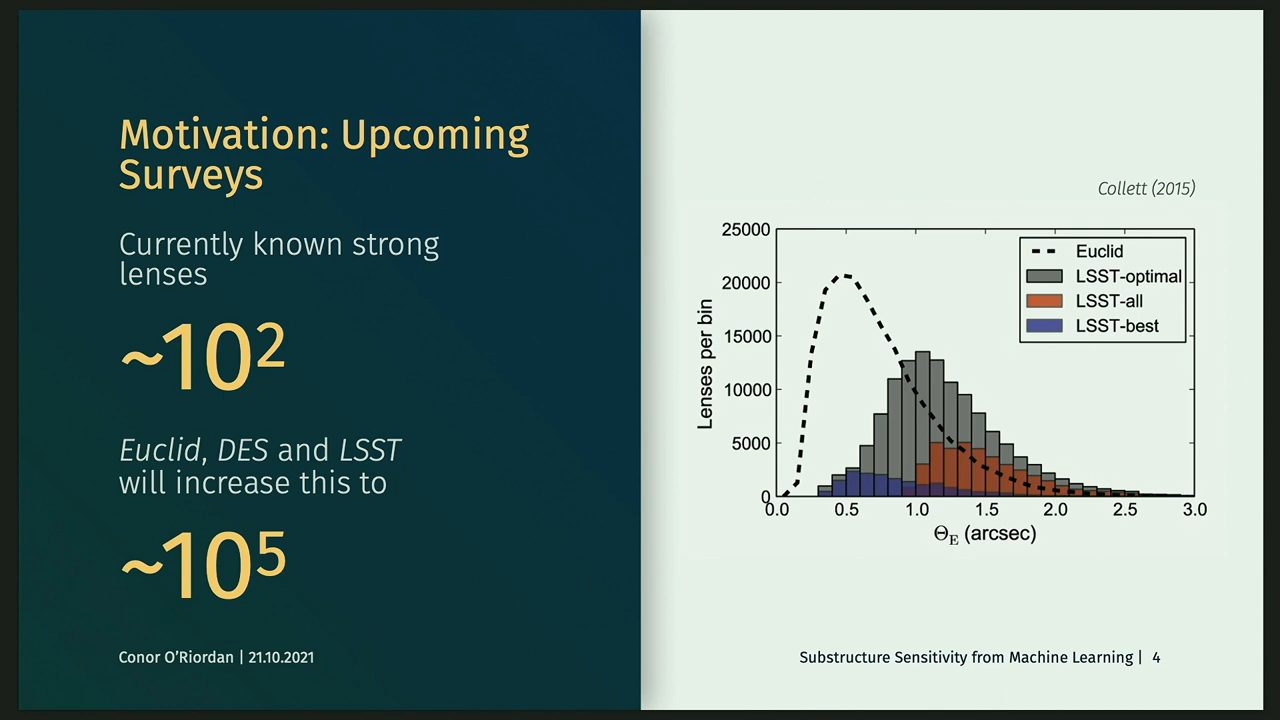 Motivation: Upcoming
Surveys
Currently known strong
lenses
~10²
Euclid, DES and LSST
will increase this to
~10⁵
Conor O'Riordan | 21.10.2021
Collett (2015)
25000
20000
15000
10000
5000
0
Lenses per bin
Euclid
LSST-optimal
LSST-all
LSST-best
0.0 0.5 1.0 1.5 2.0 2.5 3.0
Θ_E (arcsec)
Substructure Sensitivity from Machine Learning | 4